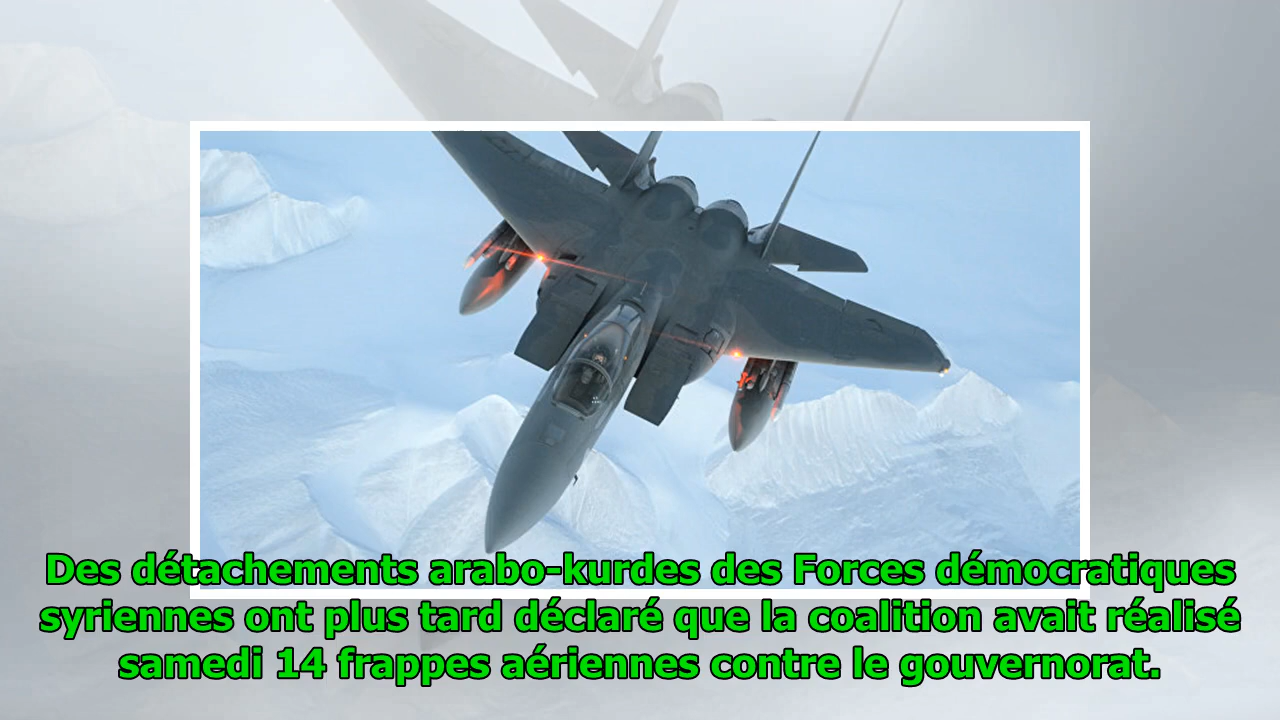 Des détachements arabo-kurdes des Forces démocratiques
syriennes ont plus tard déclaré que la coalition avait réalisé
samedi 14 frappes aériennes contre le gouvernorat.